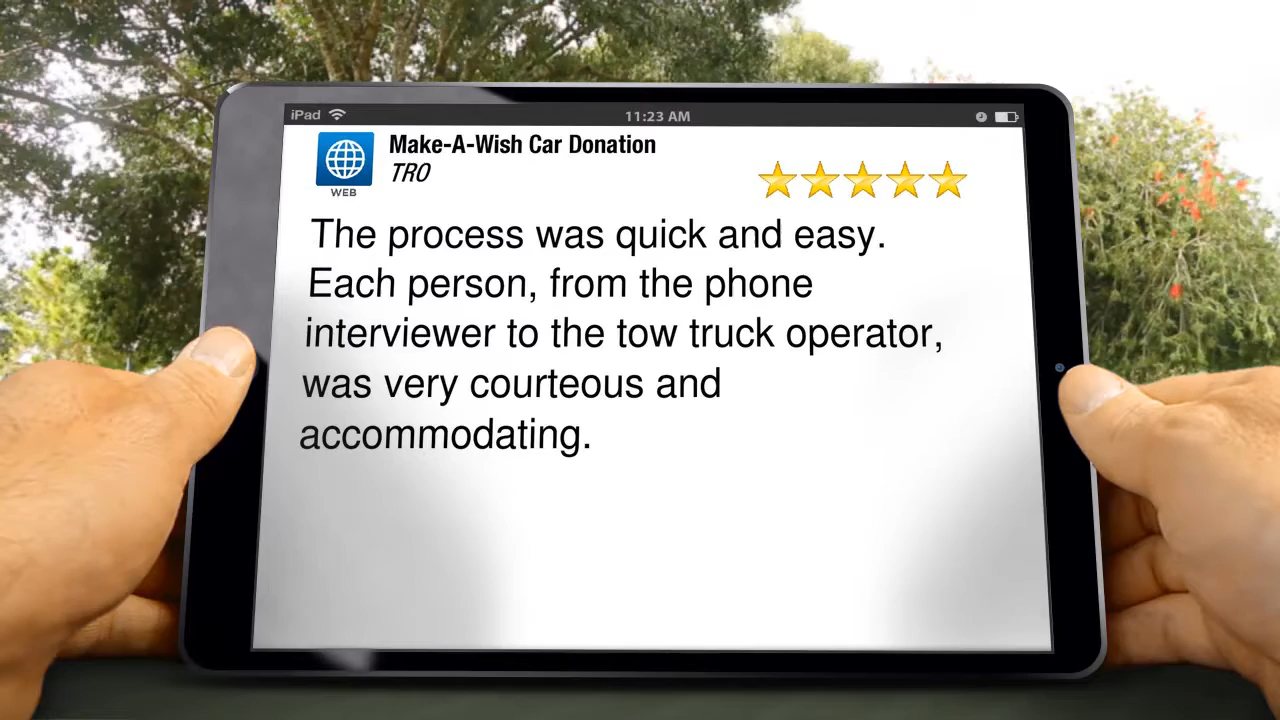 iPad
11:23 AM
Make-A-Wish Car Donation
TRO
WEB
The process was quick and easy.
Each person, from the phone
interviewer to the tow truck operator,
was very courteous and
accommodating.